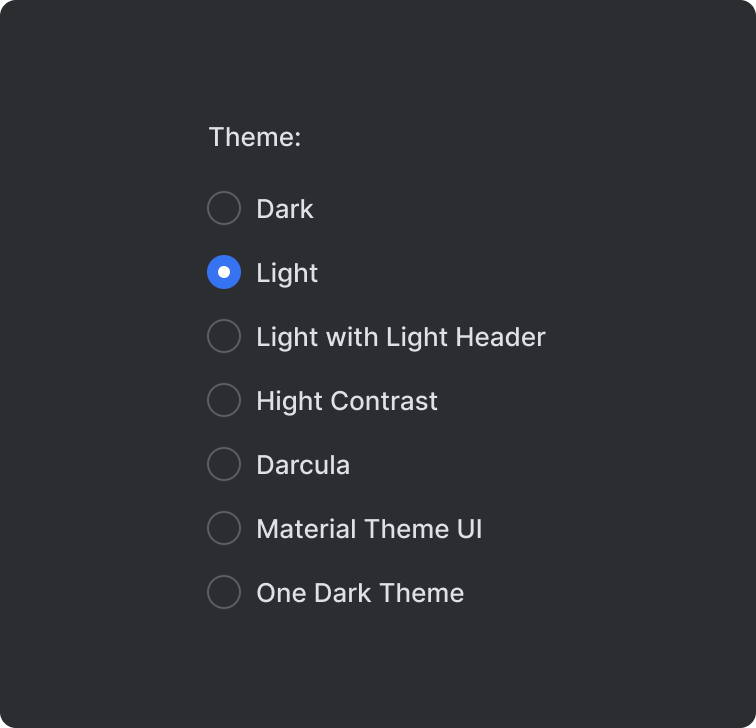 Theme:
Dark
Light
Light with Light Header
Hight Contrast
Darcula
Material Theme UI
One Dark Theme